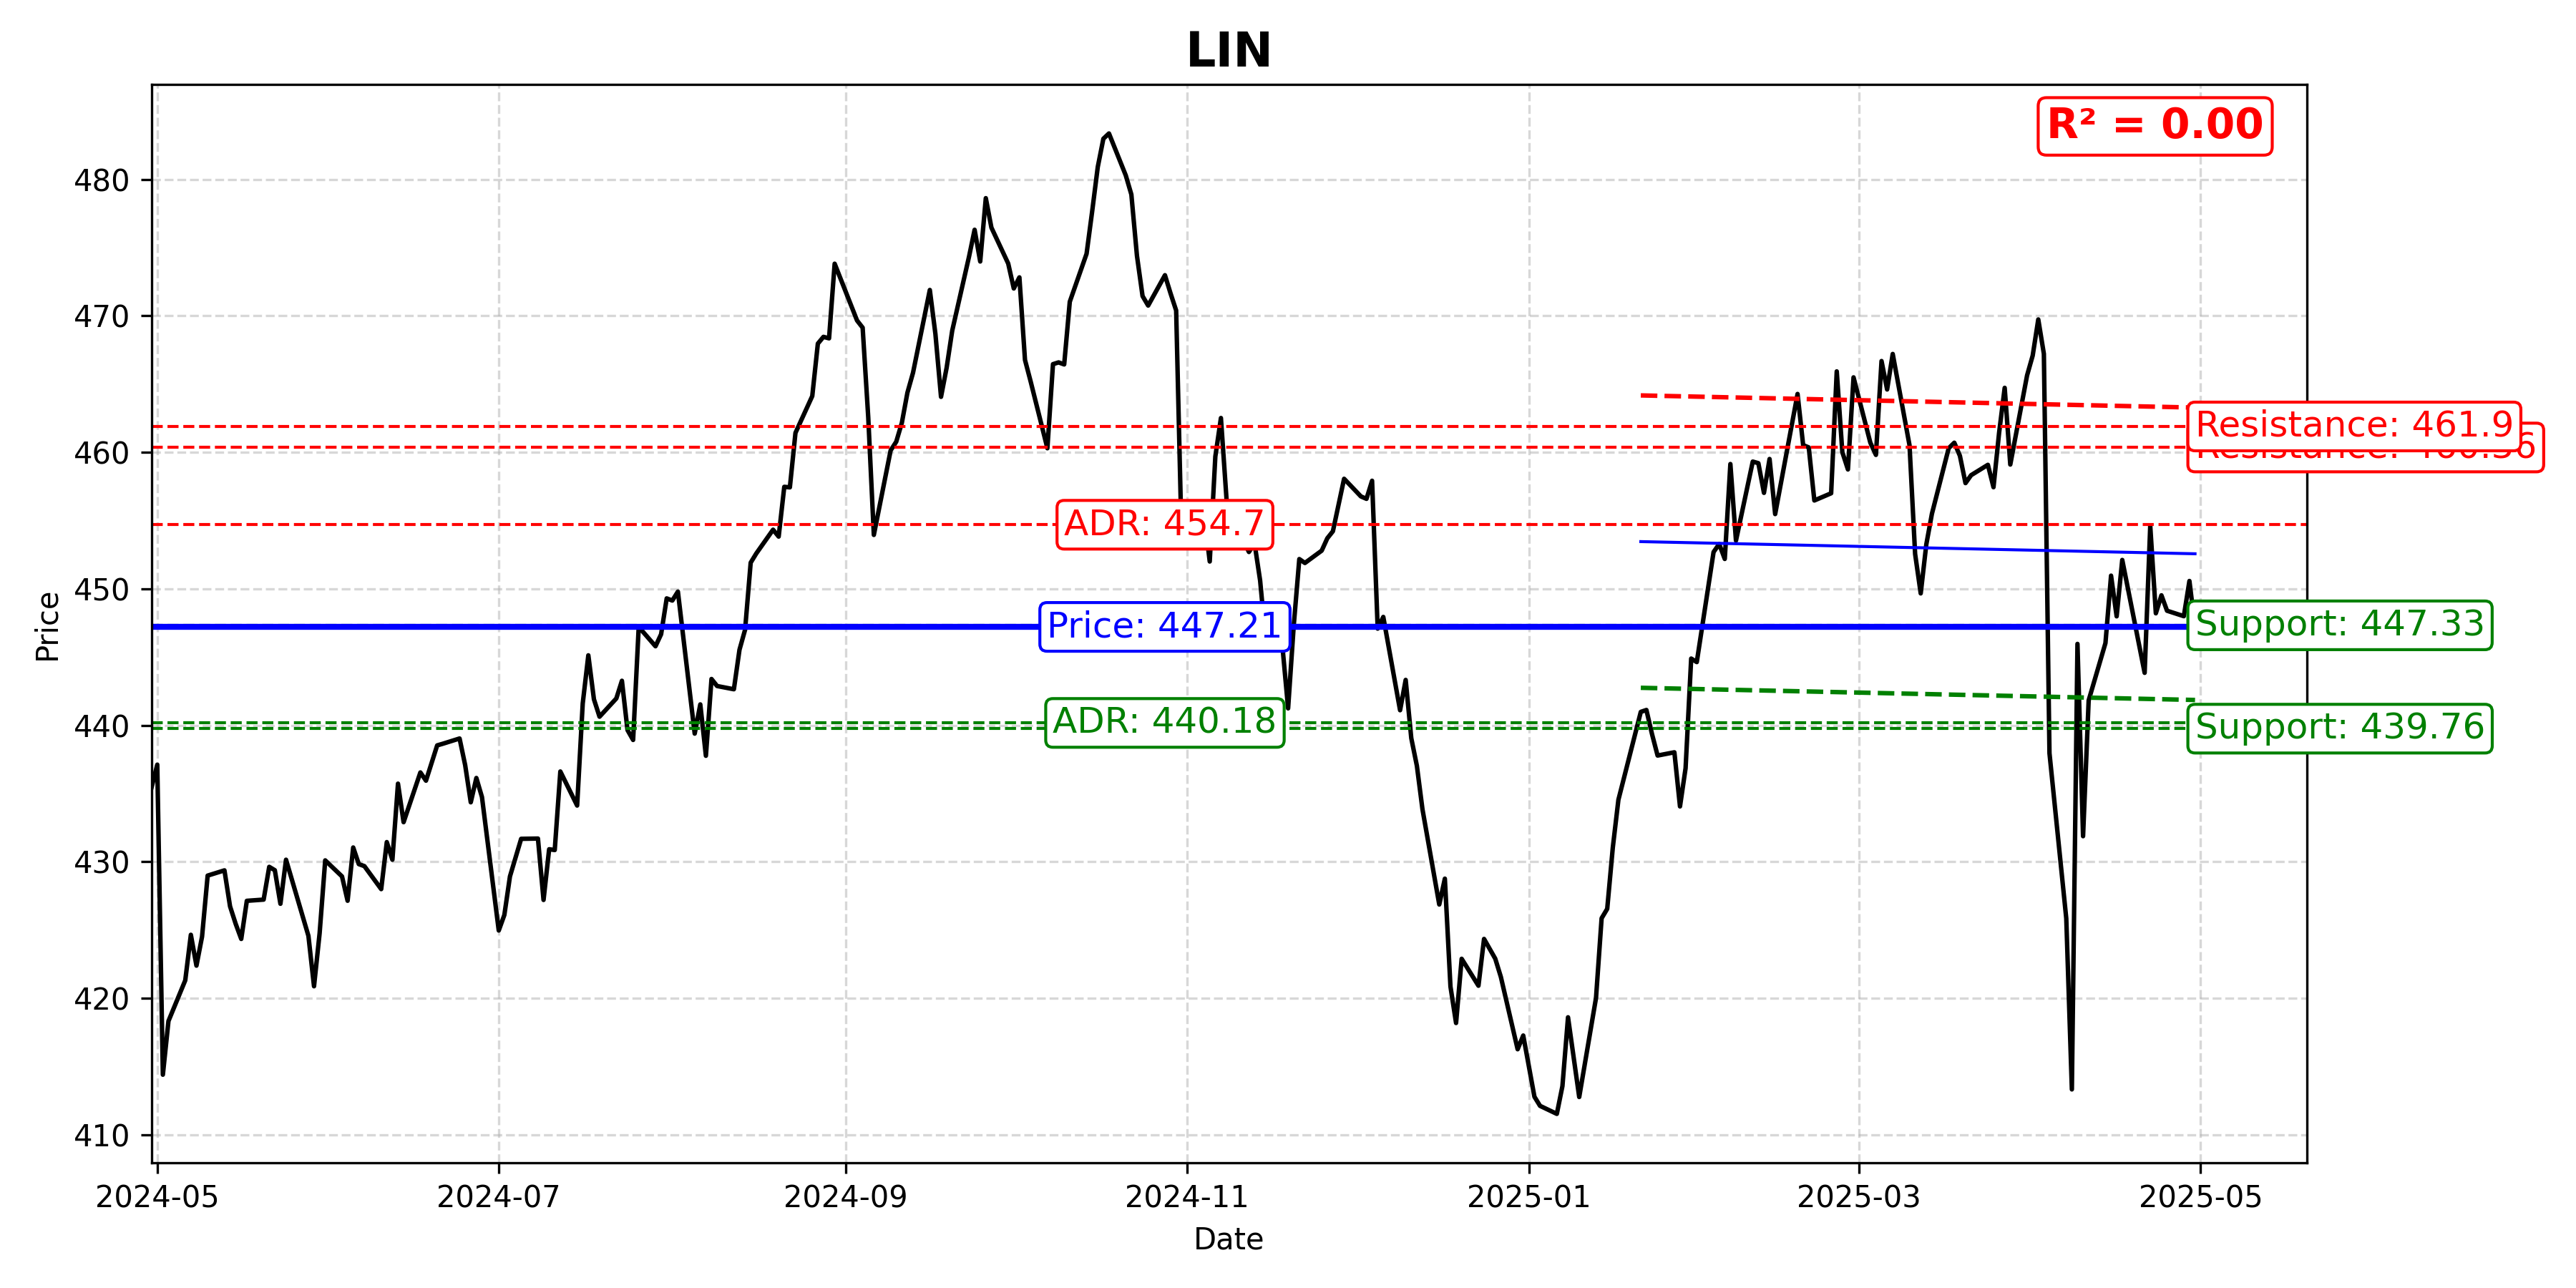 LIN
R² = 0.00
480
470
460
450
440
430
420
410
Price
Resistance: 461.9
ADR: 454.7
Price: 447.21
Support: 447.33
ADR: 440.18
Support: 439.76
2024-05
2024-07
2024-09
2024-11
2025-01
2025-03
2025-05
Date